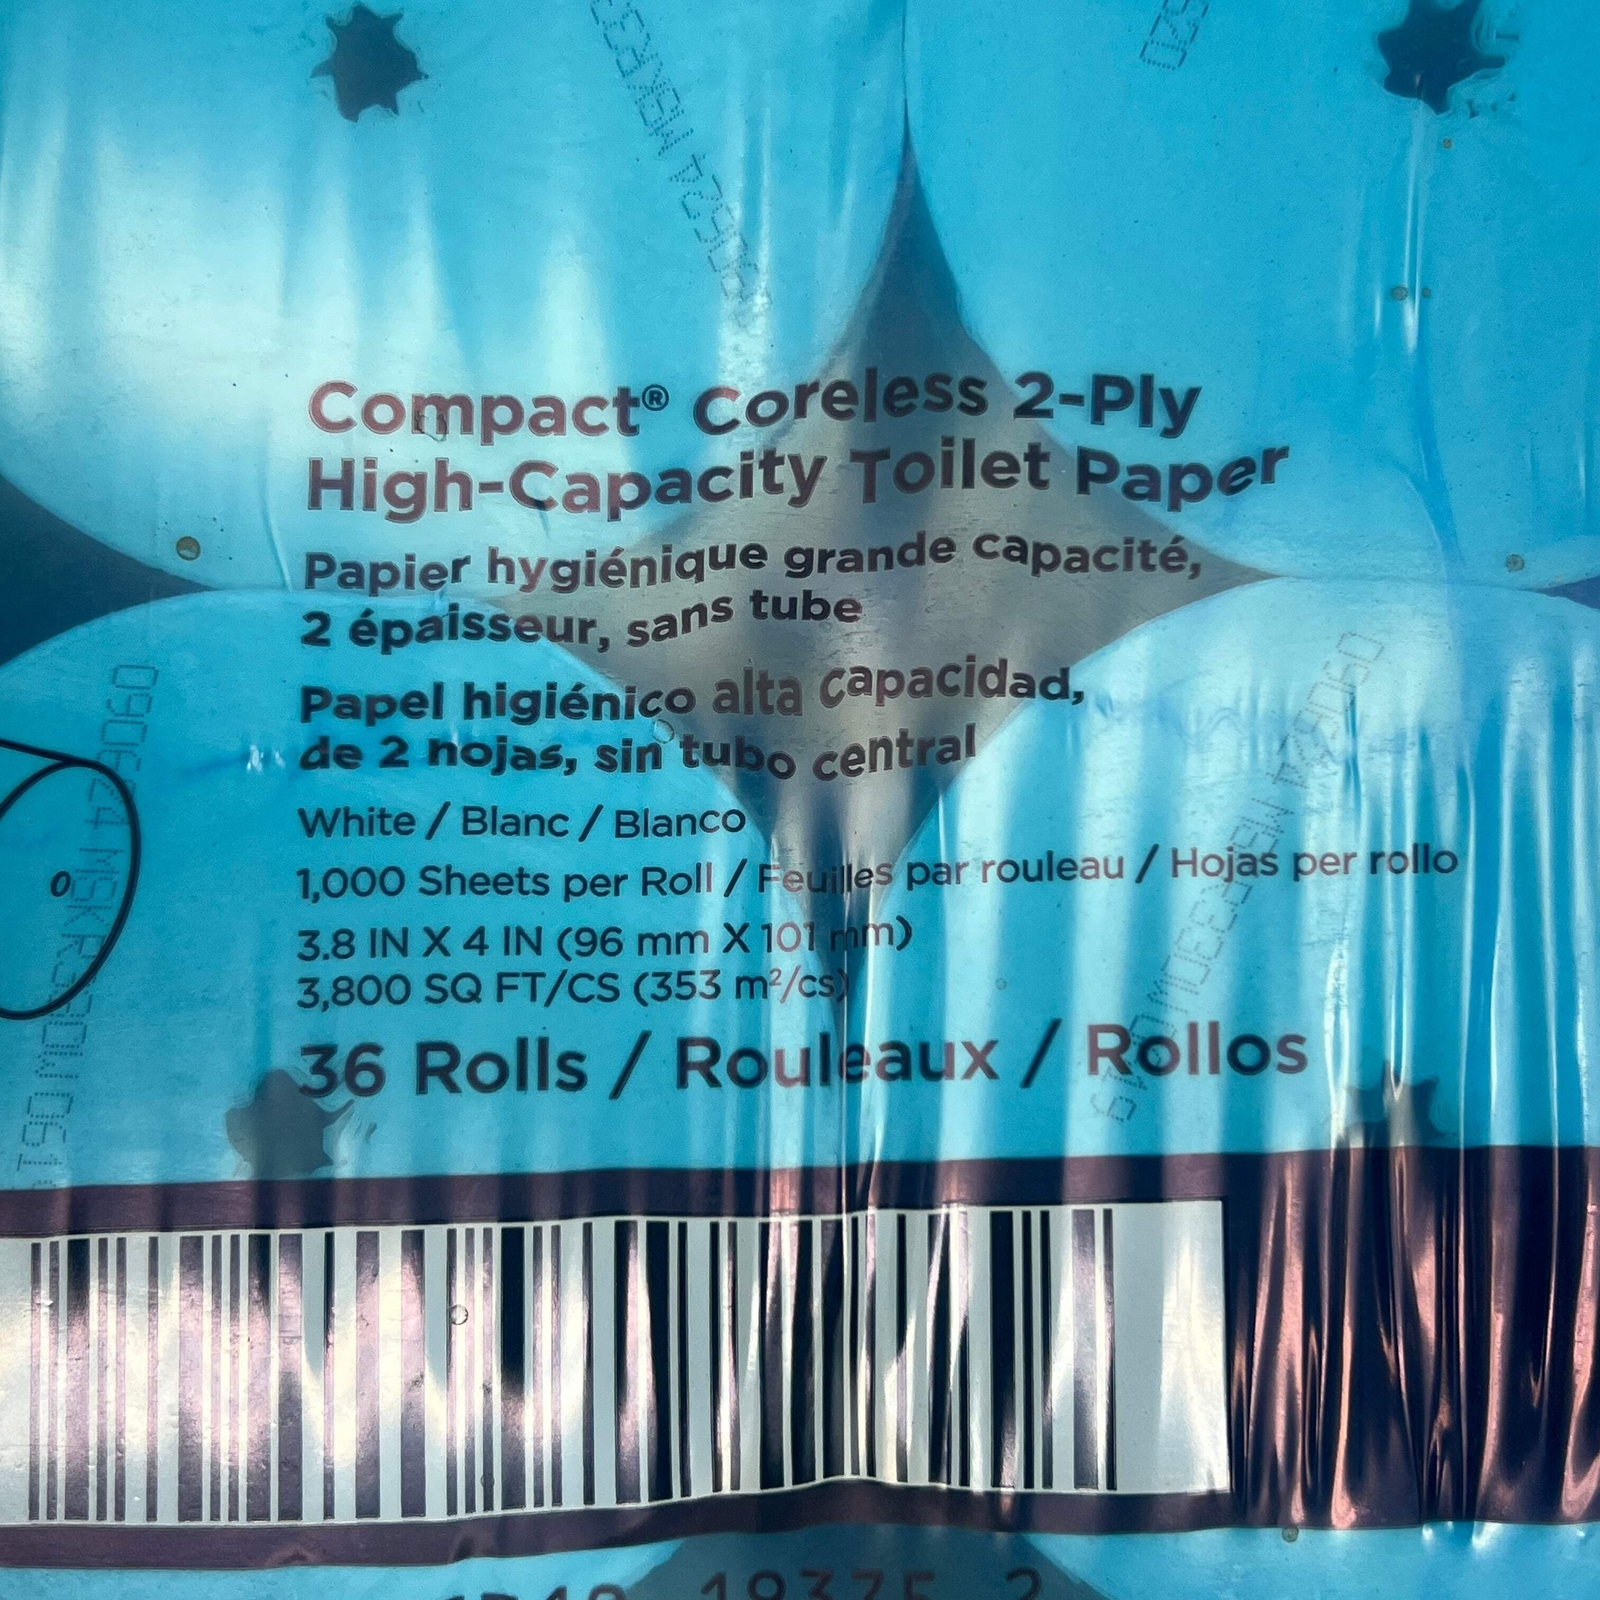 Compact® Coreless 2-Ply
High-Capacity Toilet Paper
Papier hygiénique grande capacité,
2 épaisseur, sans tube
Papel higiénico alta capacidad,
de 2 hojas, sin tubo central
White / Blanc / Blanco
1,000 Sheets per Roll / Feuilles par rouleau / Hojas per rollo
3.8 IN X 4 IN (96 mm X 101 mm)
3,800 SQ FT/CS (353 m²/cs)
36 Rolls / Rouleaux / Rollos
19375 2